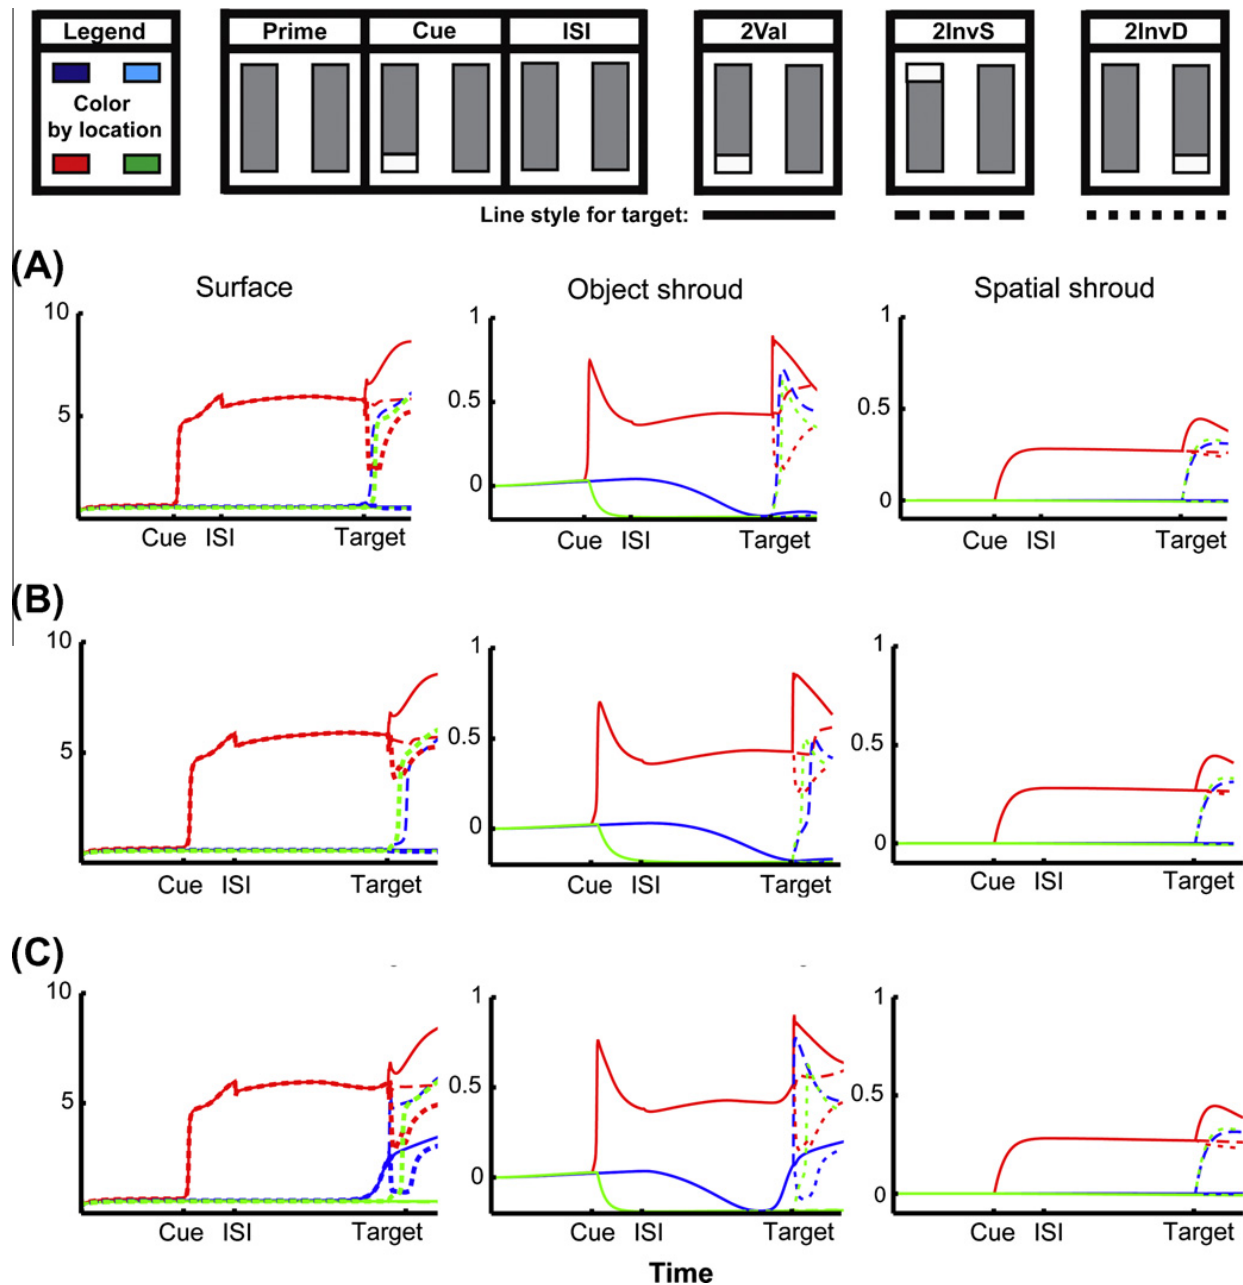 Legend Prime Cue ISI 2Val 2InvS 2InvD
Color
by location
Line style for target:
(A)
Surface Object shroud Spatial shroud
10 1 1
5 0.5 0.5
0 0
Cue ISI Target Cue ISI Target Cue ISI Target
(B)
10 1 1
5 0.5 0.5
0 0
Cue ISI Target Cue ISI Target Cue ISI Target
(C)
10 1 1
5 0.5 0.5
0 0
Cue ISI Target Cue ISI Target Cue ISI Target
Time